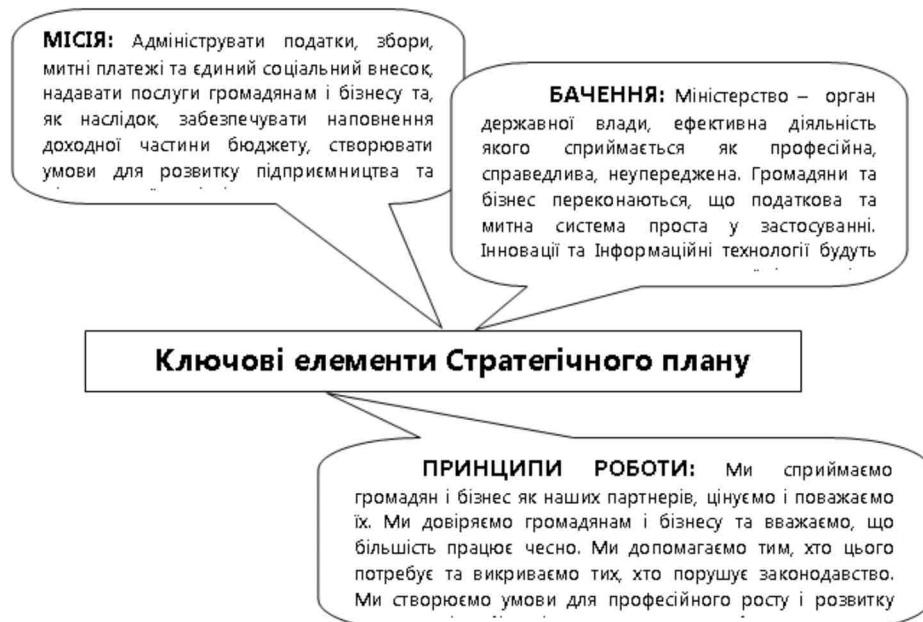 МІСІЯ: Адмініструвати податки, збори,
митні платежі та єдиний соціальний внесок,
надавати послуги громадянам і бізнесу та,
як наслідок, забезпечувати наповнення
доходної частини бюджету, створювати
умови для розвитку підприємництва та
БАЧЕННЯ: Міністерство – орган
державної влади, ефективна діяльність
якого сприймається як професійна,
справедлива, неупереджена. Громадяни та
бізнес переконаються, що податкова та
митна система проста у застосуванні.
Інновації та Інформаційні технології будуть
Ключові елементи Стратегічного плану
ПРИНЦИПИ РОБОТИ: Ми сприймаємо
громадян і бізнес як наших партнерів, цінуємо і поважаємо
їх. Ми довіряємо громадянам і бізнесу та вважаємо, що
більшість працює чесно. Ми допомагаємо тим, хто цього
потребує та викриваємо тих, хто порушує законодавство.
Ми створюємо умови для професійного росту і розвитку